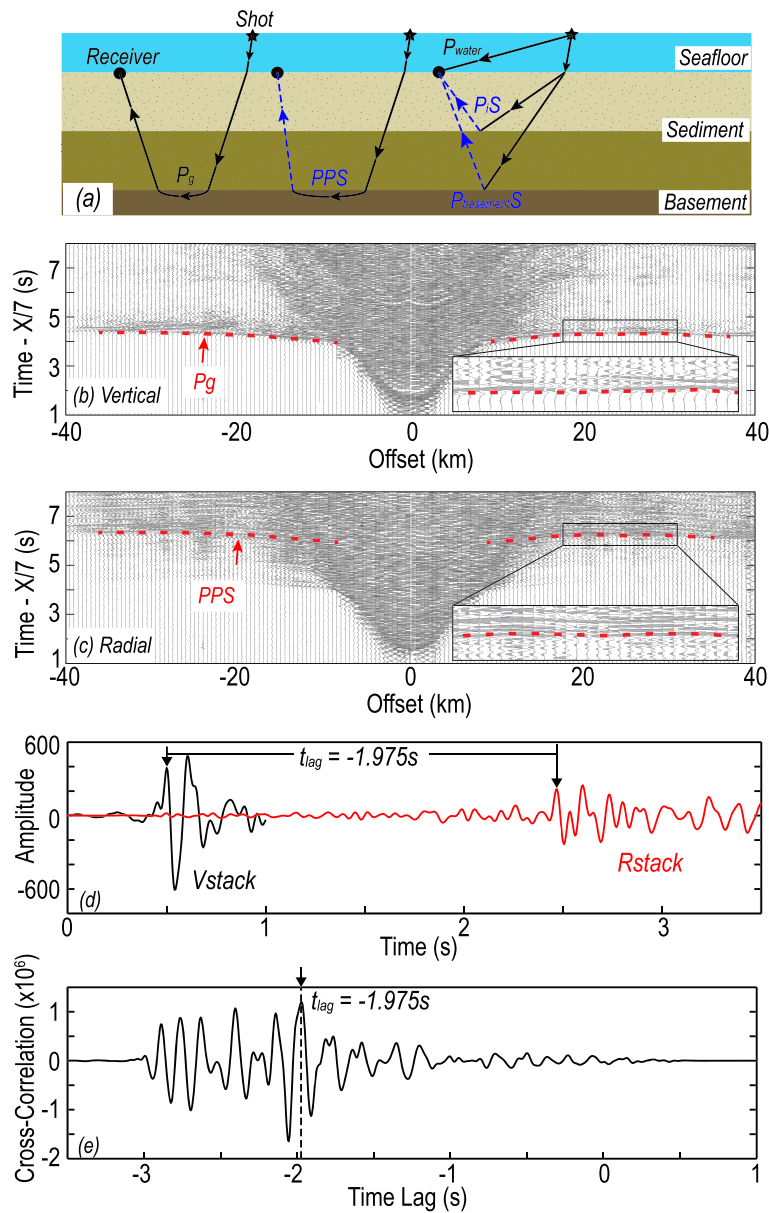 Shot
Receiver
Pwater
Seafloor
PiS
Sediment
Pg
PPS
PbasementS
Basement
(a)
Time - X/7 (s)
7
5
4
3
1
Pg
(b) Vertical
-40
-20
0
20
40
Offset (km)
Time - X/7 (s)
7
5
4
3
1
PPS
(c) Radial
-40
-20
0
20
40
Offset (km)
Amplitude
600
0
-600
tlag = -1.975s
Vstack
Rstack
(d)
0
1
2
3
Time (s)
Cross-Correlation (x10⁶)
1
0
-1
-2
tlag = -1.975s
(e)
-3
-2
-1
0
1
Time Lag (s)